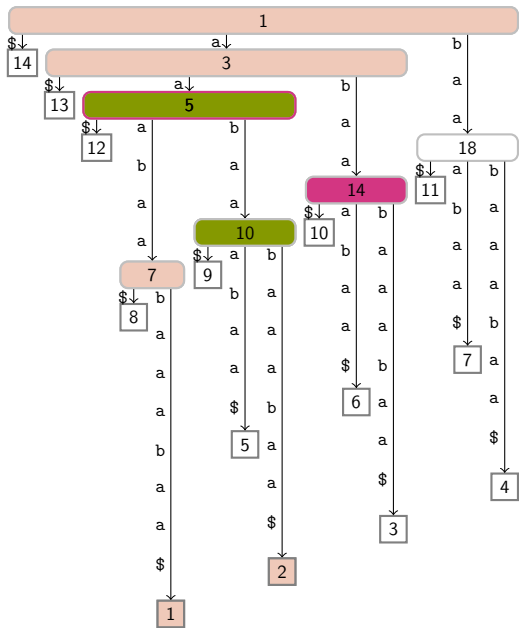 1
$ a b
14 3
$ a b a
13 5
$ a b a a
12 18
b a a $ a b
14 11
a a $ a b b a
10 10
a $ a b b a a a
7 9
$ b b a a a a a
8
a a a a a $ b
7 a
a a a $ b
6 a
a $ b a
5 b a a $
a a $ 4
a $ 3
$ 2
1